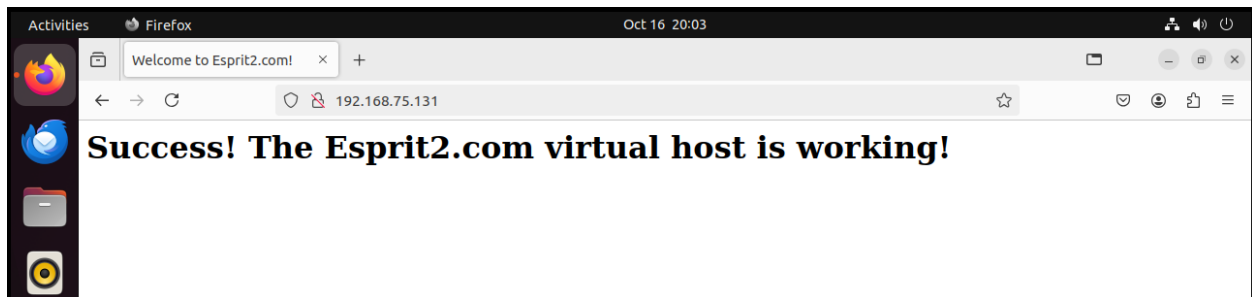 Activities Firefox Oct 16 20:03
Welcome to Esprit2.com!
192.168.75.131
Success! The Esprit2.com virtual host is working!